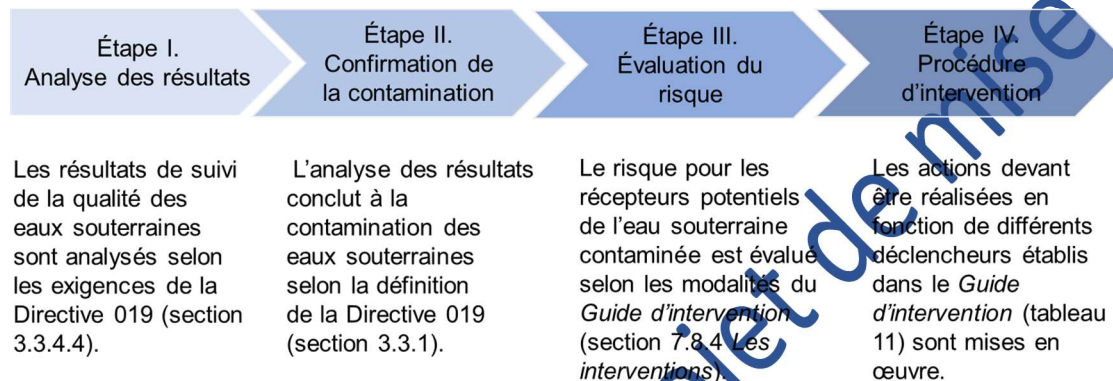 Étape I.
Analyse des résultats
Étape II.
Confirmation de
la contamination
Étape III.
Évaluation du
risque
Étape IV.
Procédure
d'intervention
Les résultats de suivi
de la qualité des
eaux souterraines
sont analysés selon
les exigences de la
Directive 019 (section
3.3.4.4).
L'analyse des résultats
conclut à la
contamination des
eaux souterraines
selon la définition
de la Directive 019
(section 3.3.1).
Le risque pour les
récepteurs potentiels
de l'eau souterraine
contaminée est évalué
selon les modalités du
Guide d'intervention
(section 7.8.4 Les
interventions).
Les actions devant
être réalisées en
fonction de différents
déclencheurs établis
dans le Guide
d'intervention (tableau
11) sont mises en
œuvre.
de mise